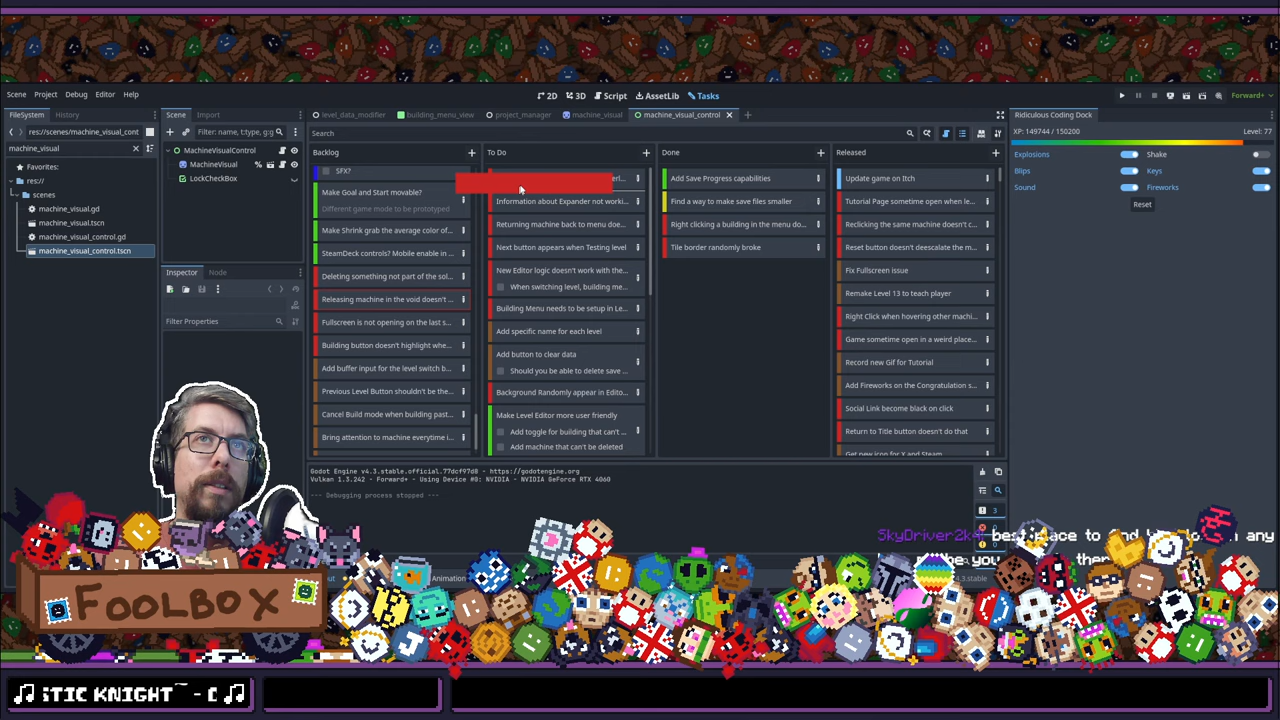 Scene Project Debug Editor Help
2D 3D Script AssetLib Tasks
Forward+
FileSystem History
res://scenes/machine_visual_cont
machine_visual
Favorites:
res://
scenes
machine_visual.gd
machine_visual.tscn
machine_visual_control.gd
machine_visual_control.tscn
Scene Import
Filter: name, t:type, g:g
MachineVisualControl
MachineVisual
LockCheckBox
Inspector Node
Filter Properties
level_data_modifier building_menu_view project_manager machine_visual machine_visual_control
Search
Backlog
SFX?
Make Goal and Start movable?
Different game mode to be prototyped
Make Shrink grab the average color of...
SteamDeck controls? Mobile enable in ...
Deleting something not part of the sol...
Releasing machine in the void doesn't ...
Fullscreen is not opening on the last s...
Building button doesn't highlight whe...
Add buffer input for the level switch b...
Previous Level Button shouldn't be the...
Cancel Build mode when building past...
Bring attention to machine everytime i...
To Do
Information about Expander not worki...
Returning machine back to menu doe...
Next button appears when Testing level
New Editor logic doesn't work with the...
When switching level, building me...
Building Menu needs to be setup in Le...
Add specific name for each level
Add button to clear data
Should you be able to delete save ...
Background Randomly appear in Edito...
Make Level Editor more user friendly
Add toggle for building that can't ...
Add machine that can't be deleted
Done
Add Save Progress capabilities
Find a way to make save files smaller
Right clicking a building in the menu do...
Tile border randomly broke
Released
Update game on Itch
Tutorial Page sometime open when le...
Reclicking the same machine doesn't c...
Reset button doesn't deescalate the m...
Fix Fullscreen issue
Remake Level 13 to teach player
Right Click when hovering other machi...
Game sometime open in a weird place...
Record new Gif for Tutorial
Add Fireworks on the Congratulation s...
Social Link become black on click
Return to Title button doesn't do that
Get new icon for X and Steam
Ridiculous Coding Dock
XP: 149744 / 150200 Level: 77
Explosions Shake
Blips Keys
Sound Fireworks
Reset
Godot Engine v4.3.stable.official.77dcf97d8 - https://godotengine.org
Vulkan 1.3.242 - Forward+ - Using Device #0: NVIDIA - NVIDIA GeForce RTX 4060
--- Debugging process stopped ---
3
Animation
4.3.stable
FOOLBOX
STIC KNIGHT~ -